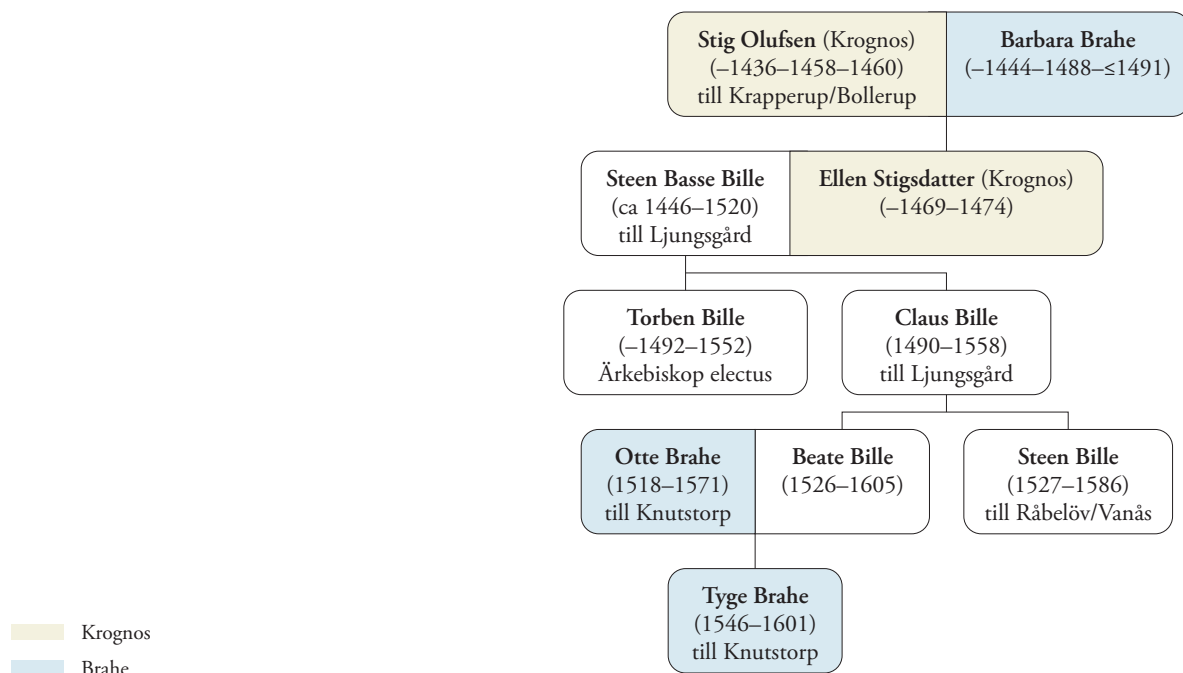 Stig Olufsen (Krognos)
(–1436–1458–1460)
till Krapperup/Bollerup
Barbara Brahe
(–1444–1488–≤1491)
Steen Basse Bille
(ca 1446–1520)
till Ljungsgård
Ellen Stigsdatter (Krognos)
(–1469–1474)
Torben Bille
(–1492–1552)
Ärkebiskop electus
Claus Bille
(1490–1558)
till Ljungsgård
Otte Brahe
(1518–1571)
till Knutstorp
Beate Bille
(1526–1605)
Steen Bille
(1527–1586)
till Råbelöv/Vanås
Tyge Brahe
(1546–1601)
till Knutstorp
Krognos
Brahe